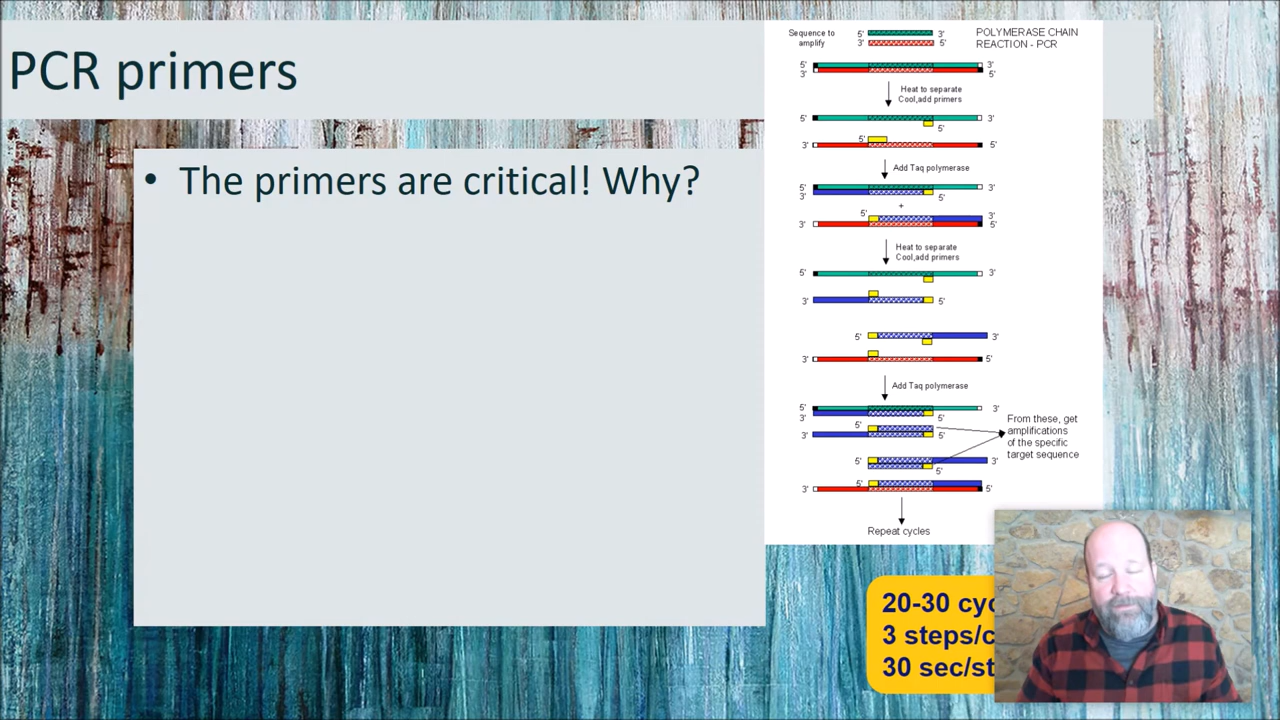 PCR primers
• The primers are critical! Why?
Sequence to
amplify
5' 3'
3' 5'
POLYMERASE CHAIN
REACTION - PCR
5' 3'
3' 5'
Heat to separate
Cool,add primers
5' 3'
5'
5'
3' 5'
Add Taq polymerase
5' 3'
3' 5'
+
5' 3'
3' 5'
Heat to separate
Cool,add primers
5' 3'
3' 5'
5' 3'
3' 5'
Add Taq polymerase
5' 3'
3' 5'
5'
3' 5'
5' 3'
5'
5'
3' 5'
From these, get
amplifications
of the specific
target sequence
Repeat cycles
20-30 cyc
3 steps/c
30 sec/st